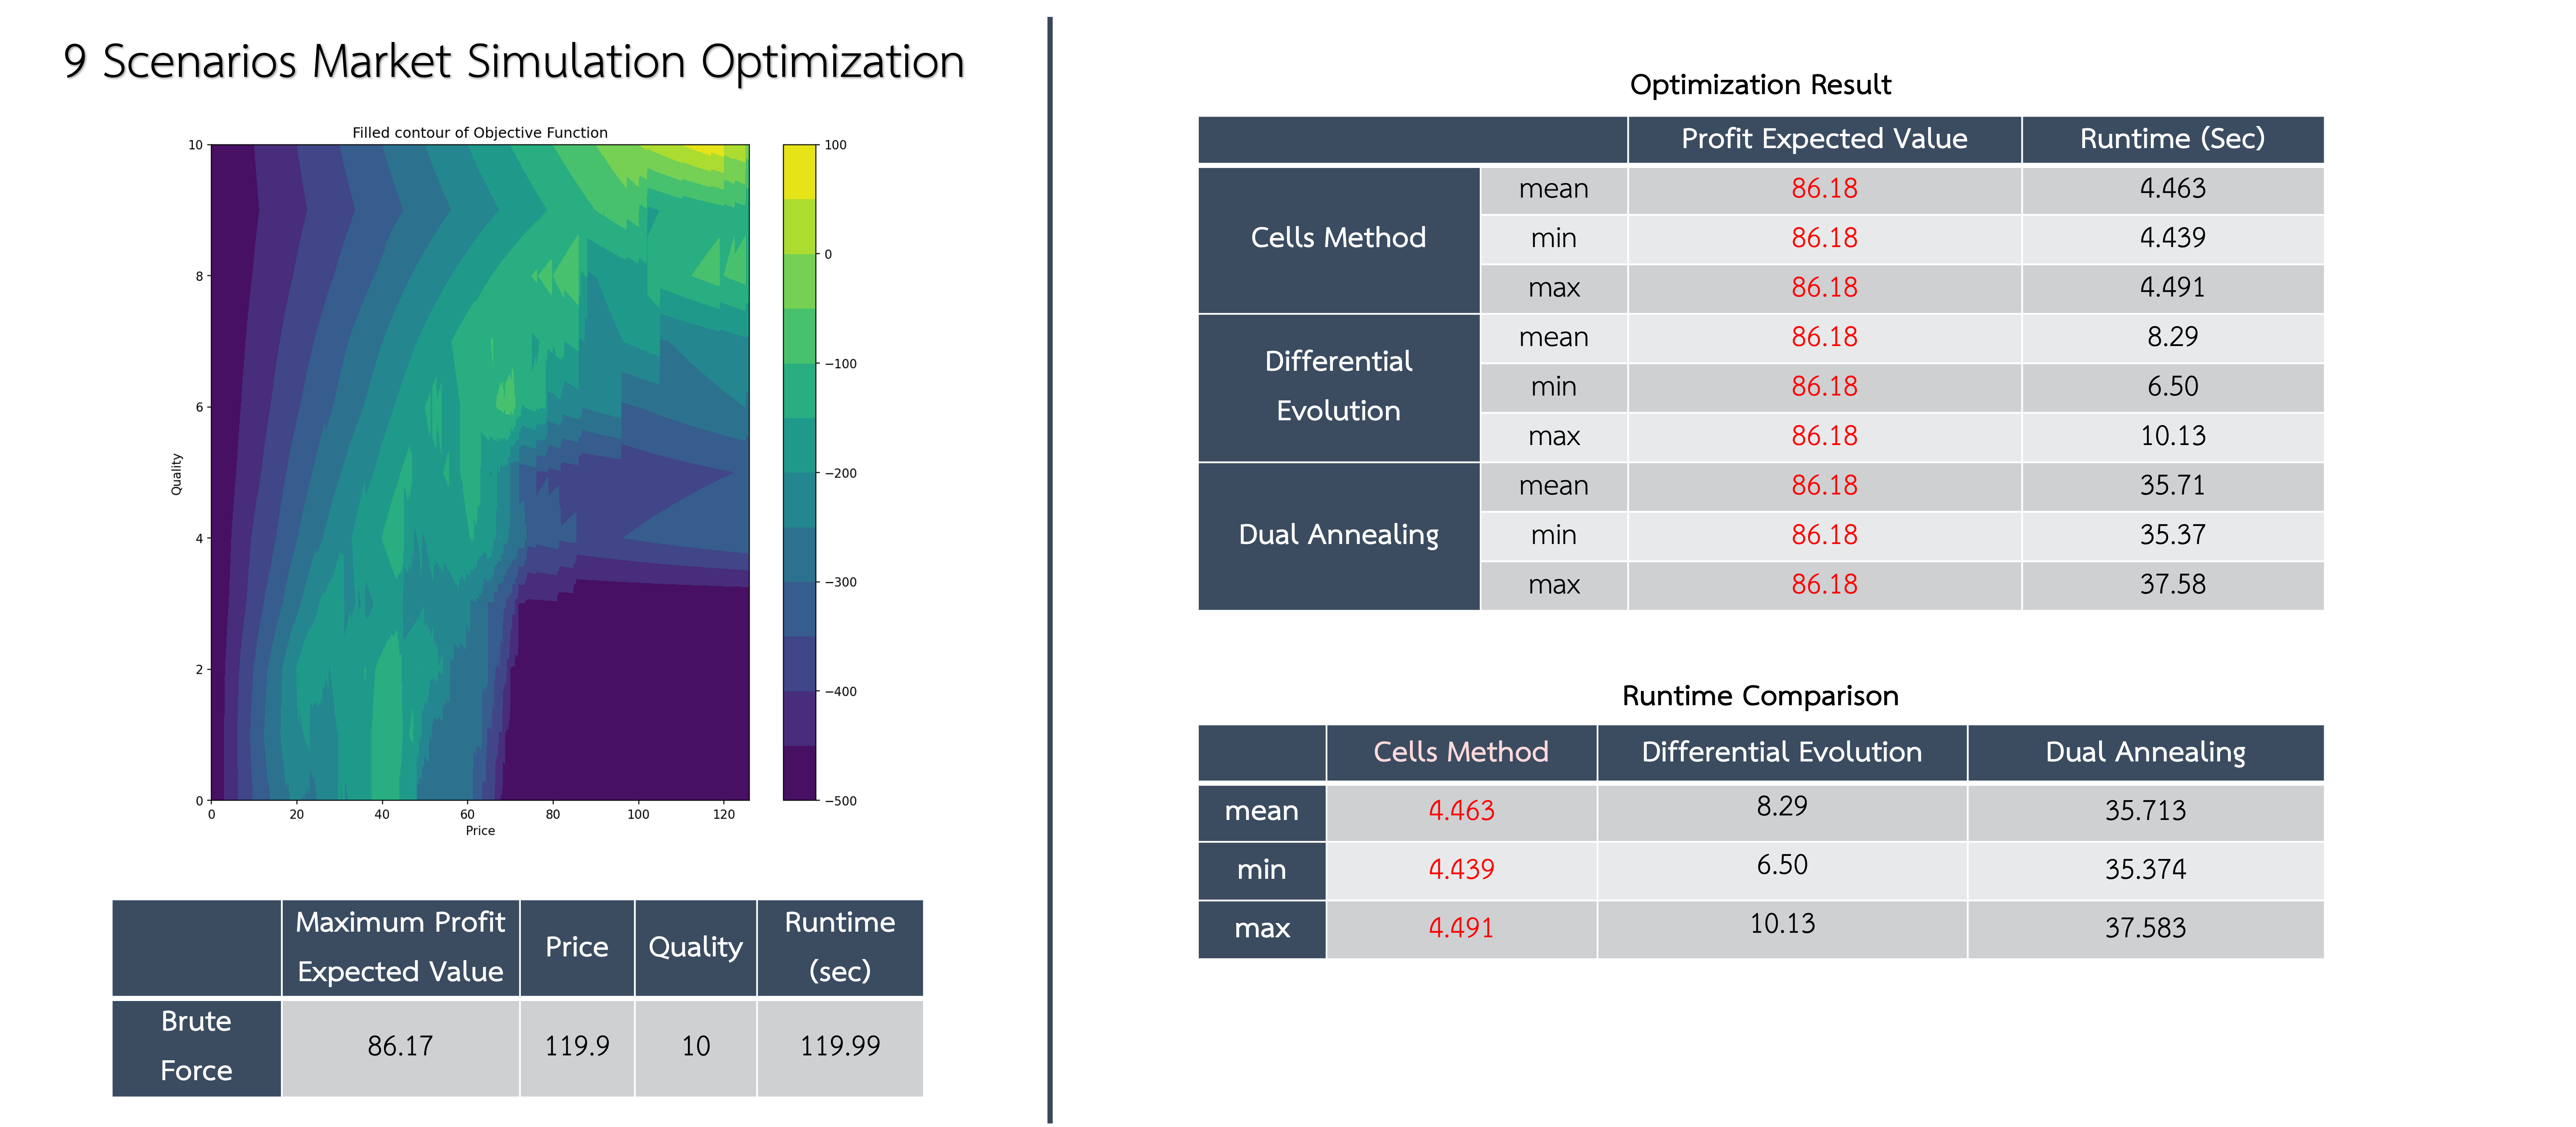 9 Scenarios Market Simulation Optimization
Filled contour of Objective Function
10
8
6
4
2
0
Quality
0 20 40 60 80 100 120
Price
100
0
−100
−200
−300
−400
−500
Maximum Profit Expected Value Price Quality Runtime (sec)
Brute Force 86.17 119.9 10 119.99
Optimization Result
Profit Expected Value Runtime (Sec)
Cells Method
mean 86.18 4.463
min 86.18 4.439
max 86.18 4.491
Differential Evolution
mean 86.18 8.29
min 86.18 6.50
max 86.18 10.13
Dual Annealing
mean 86.18 35.71
min 86.18 35.37
max 86.18 37.58
Runtime Comparison
Cells Method Differential Evolution Dual Annealing
mean 4.463 8.29 35.713
min 4.439 6.50 35.374
max 4.491 10.13 37.583